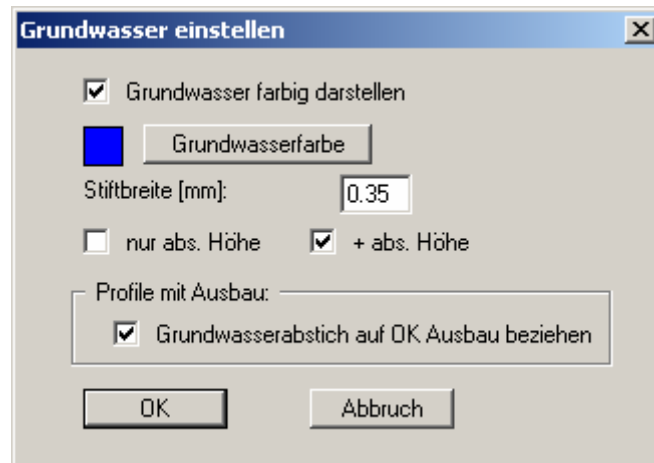 Grundwasser einstellen
Grundwasser farbig darstellen
Grundwasserfarbe
Stiftbreite [mm]: 0.35
nur abs. Höhe + abs. Höhe
Profile mit Ausbau:
Grundwasserabstich auf OK Ausbau beziehen
OK Abbruch